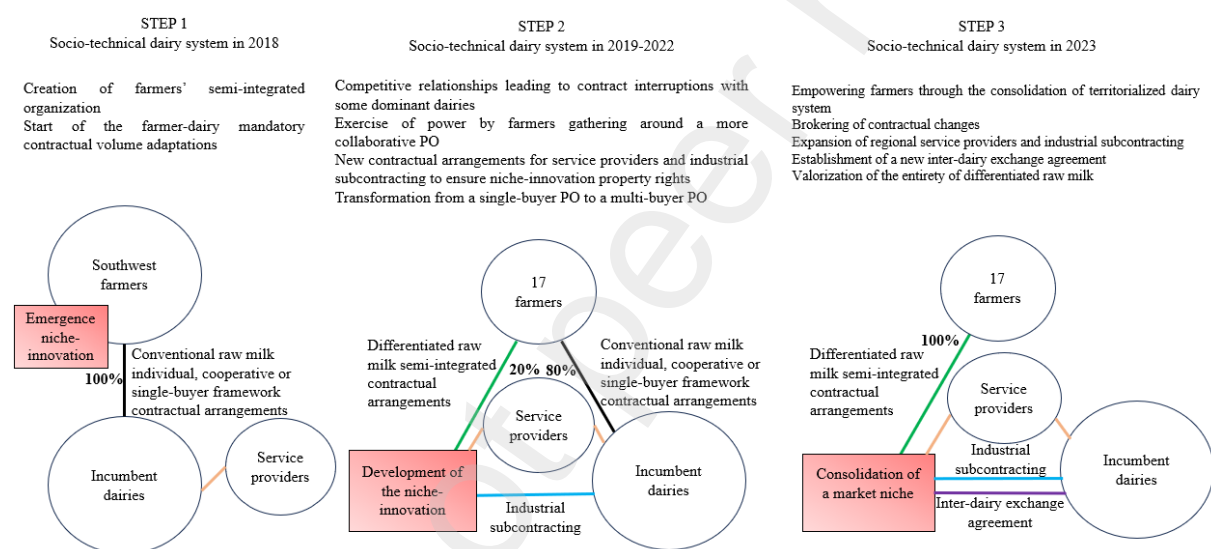 STEP 1
Socio-technical dairy system in 2018
Creation of farmers' semi-integrated
organization
Start of the farmer-dairy mandatory
contractual volume adaptations
Southwest
farmers
Emergence
niche-
innovation
100%
Conventional raw milk
individual, cooperative or
single-buyer framework
contractual arrangements
Incumbent
dairies
Service
providers
STEP 2
Socio-technical dairy system in 2019-2022
Competitive relationships leading to contract interruptions with
some dominant dairies
Exercise of power by farmers gathering around a more
collaborative PO
New contractual arrangements for service providers and industrial
subcontracting to ensure niche-innovation property rights
Transformation from a single-buyer PO to a multi-buyer PO
17
farmers
Differentiated raw
milk semi-integrated
contractual
arrangements
20% 80%
Conventional raw milk
individual, cooperative or
single-buyer framework
contractual arrangements
Service
providers
Development of
the niche-
innovation
Industrial
subcontracting
Incumbent
dairies
STEP 3
Socio-technical dairy system in 2023
Empowering farmers through the consolidation of territorialized dairy
system
Brokering of contractual changes
Expansion of regional service providers and industrial subcontracting
Establishment of a new inter-dairy exchange agreement
Valorization of the entirety of differentiated raw milk
17
farmers
100%
Differentiated raw
milk semi-integrated
contractual
arrangements
Service
providers
Industrial
subcontracting
Consolidation of
a market niche
Inter-dairy exchange
agreement
Incumbent
dairies
ot peer r